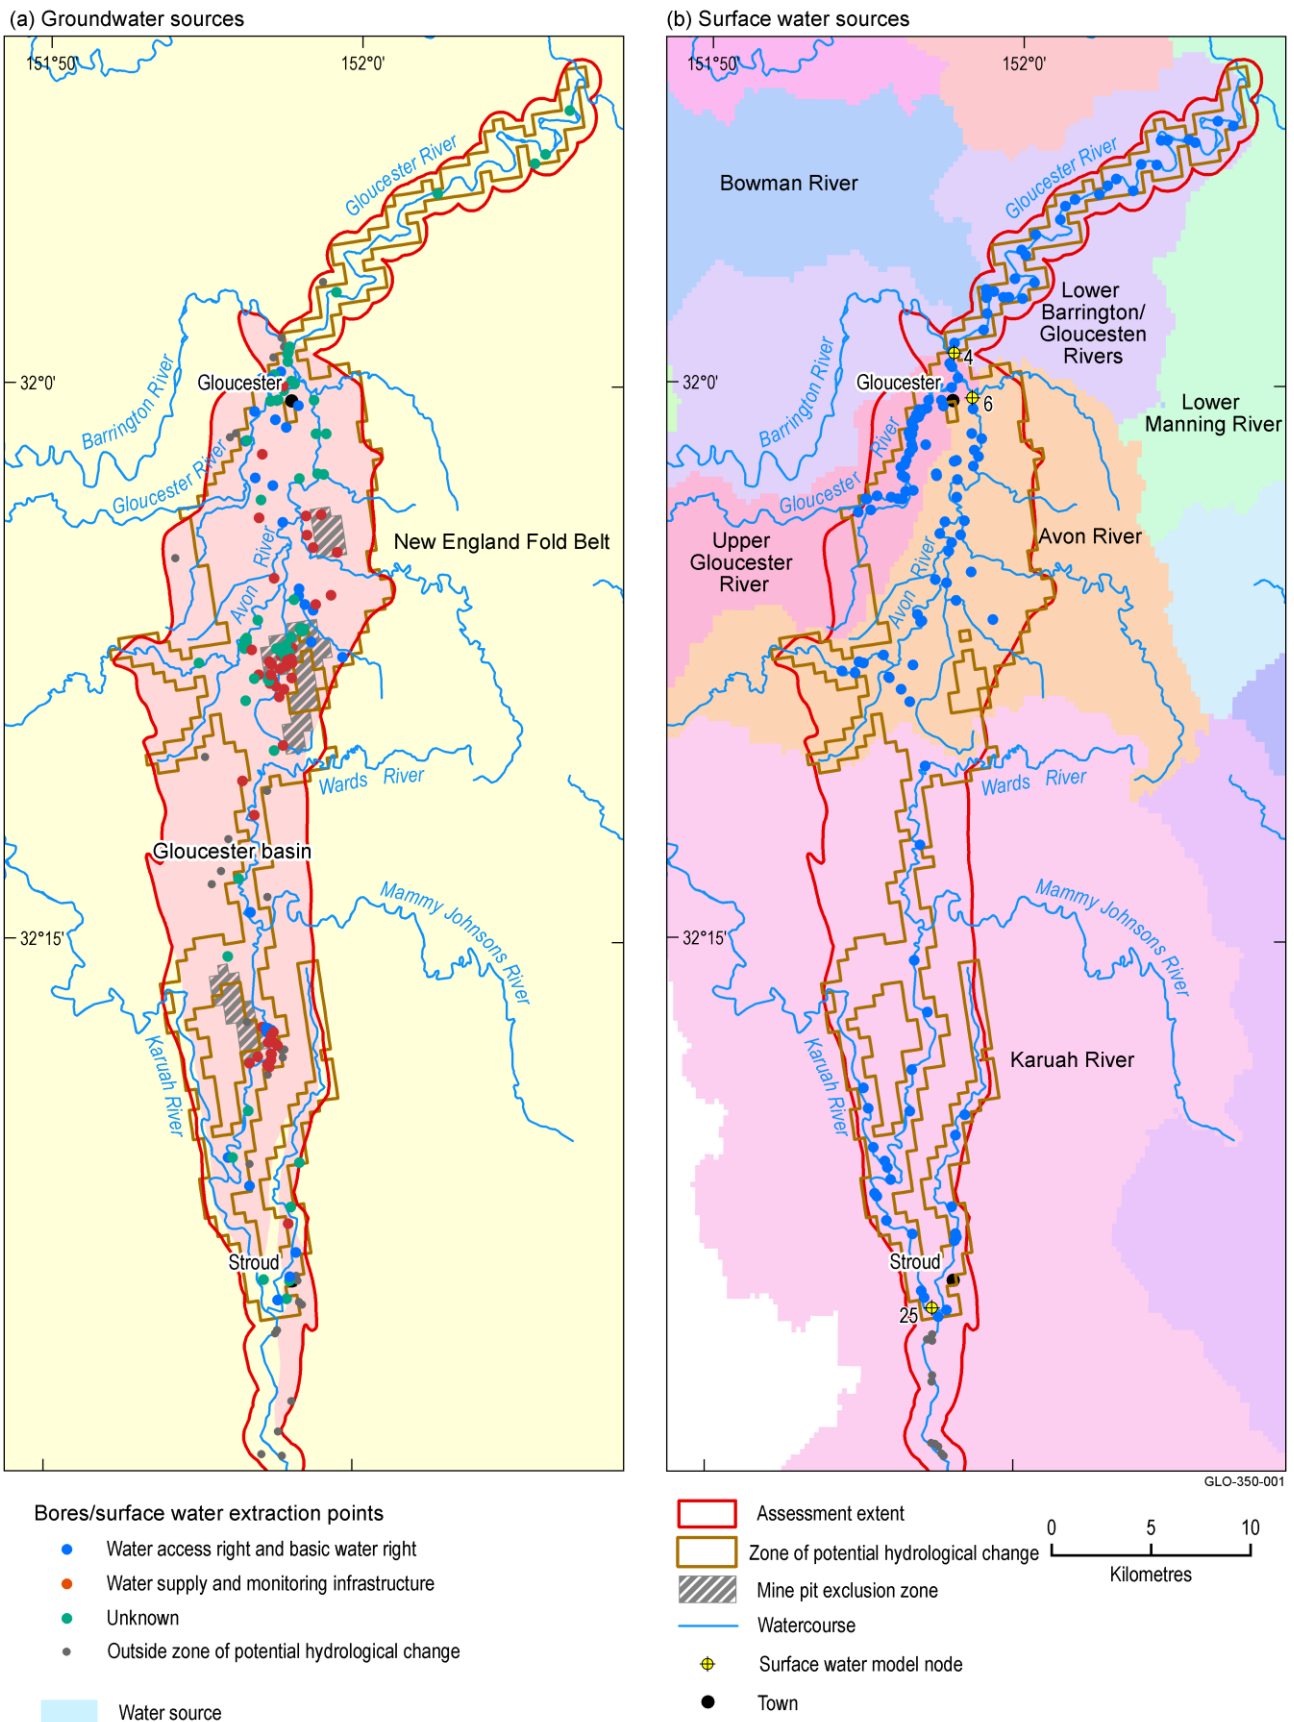 (a) Groundwater sources
151°50'
152°0'
Gloucester River
Gloucester
32°0'
Barrington River
Gloucester River
New England Fold Belt
Avon River
Wards River
Gloucester basin
Mammy Johnsons River
32°15'
Karuah River
Stroud
(b) Surface water sources
151°50'
152°0'
Bowman River
Gloucester River
Lower
Barrington/
Gloucesten
Rivers
4
Gloucester
32°0'
6
Barrington River
Lower
Manning River
Gloucester River
Upper
Gloucester
River
Avon River
Avon River
Wards River
Mammy Johnsons River
32°15'
Karuah River
Karuah River
Stroud
25
GLO-350-001
Bores/surface water extraction points
Water access right and basic water right
Water supply and monitoring infrastructure
Unknown
Outside zone of potential hydrological change
Water source
Assessment extent
Zone of potential hydrological change
Mine pit exclusion zone
Watercourse
Surface water model node
Town
0 5 10
Kilometres